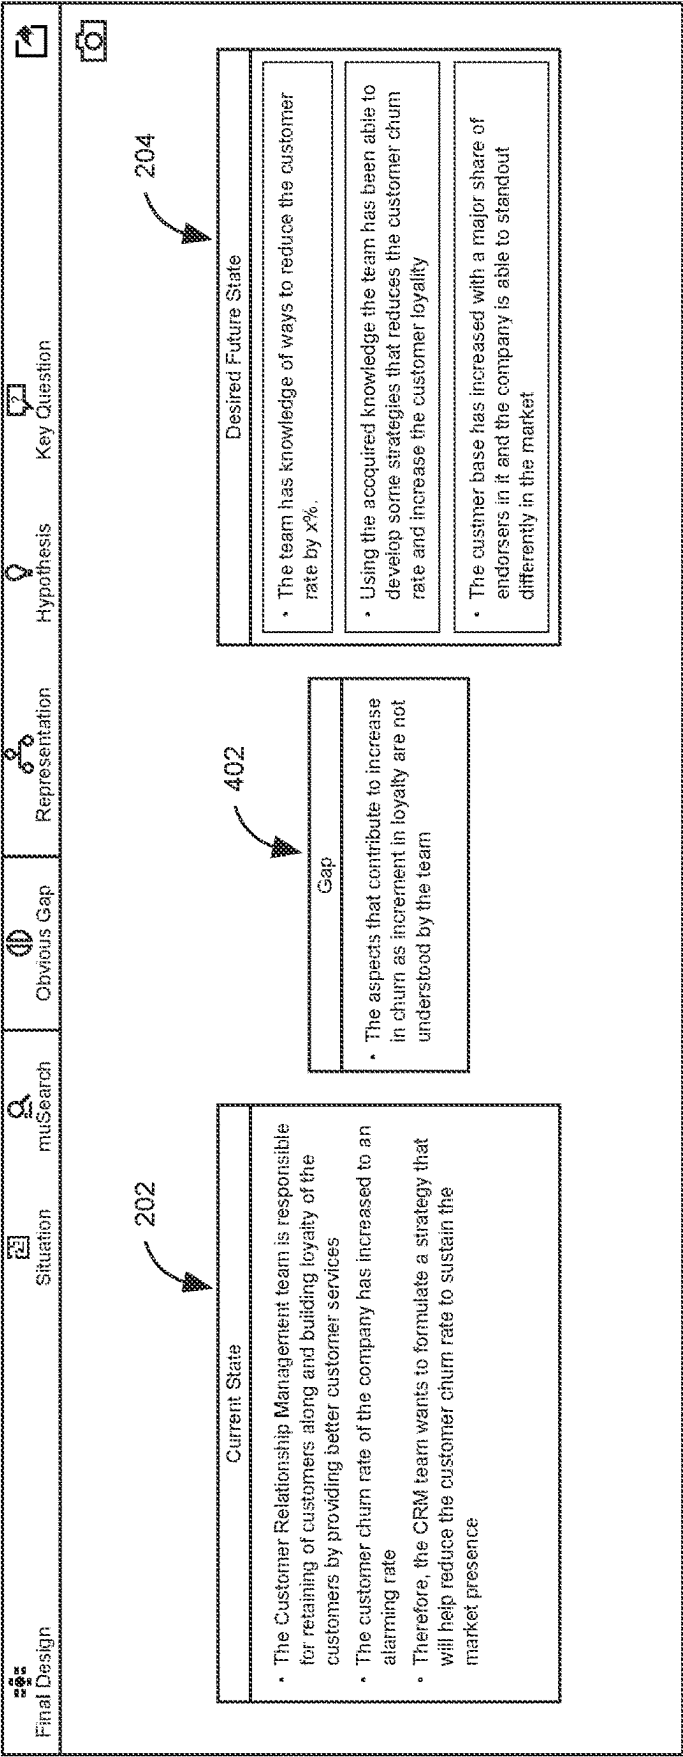 Final Design
Situation
muSearch
Obvious Gap
Representation
Hypothesis
Key Question
202
Current State
• The Customer Relationship Management team is responsible
for retaining of customers along and building loyalty of the
customers by providing better customer services
• The customer churn rate of the company has increased to an
alarming rate
• Therefore, the CRM team wants to formulate a strategy that
will help reduce the customer churn rate to sustain the
market presence
402
Gap
• The aspects that contribute to increase
in churn as increment in loyalty are not
understood by the team
204
Desired Future State
• The team has knowledge of ways to reduce the customer
rate by x%.
• Using the accquired knowledge the team has been able to
develop some strategies that reduces the customer churn
rate and increase the customer loyality
• The custmer base has increased with a major share of
endorsers in it and the company is able to standout
differently in the market